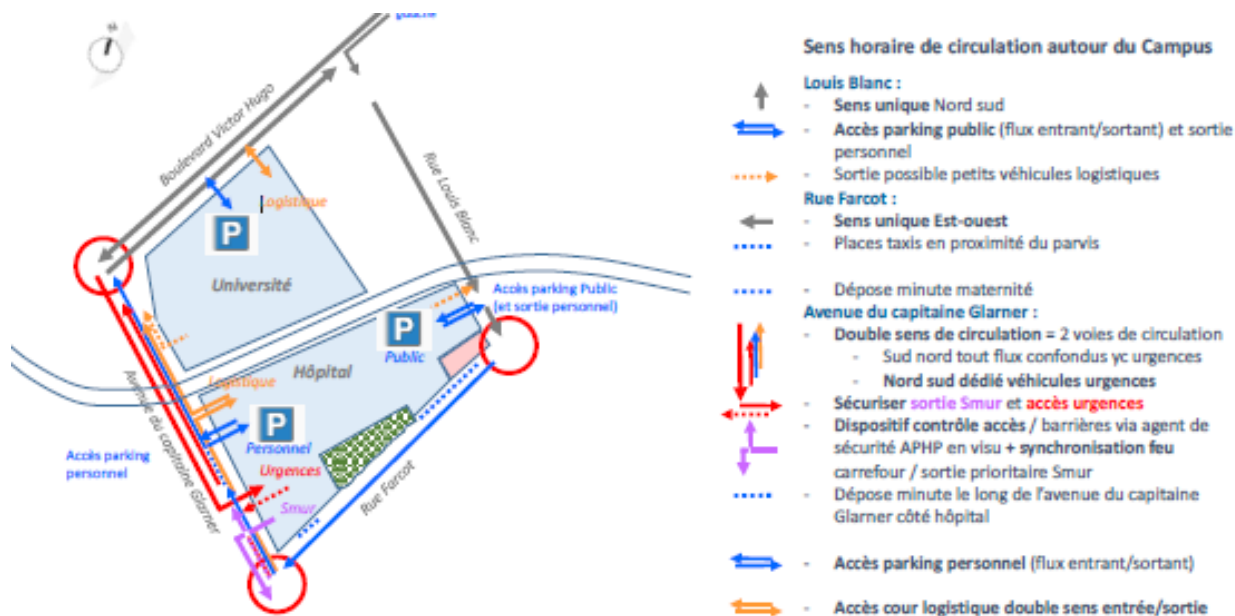 gauche
N
Boulevard Victor Hugo
Logistique
P
Université
Rue Louis Blanc
Accès parking Public
(et sortie personnel)
P
Public
Hôpital
Logistique
P
Personnel
Avenue du capitaine Glarner
Accès parking
personnel
Urgences
Smur
Rue Farcot
Sens horaire de circulation autour du Campus
Louis Blanc :
- Sens unique Nord sud
- Accès parking public (flux entrant/sortant) et sortie
personnel
- Sortie possible petits véhicules logistiques
Rue Farcot :
- Sens unique Est-ouest
- Places taxis en proximité du parvis
- Dépose minute maternité
Avenue du capitaine Glarner :
- Double sens de circulation = 2 voies de circulation
- Sud nord tout flux confondus yc urgences
- Nord sud dédié véhicules urgences
- Sécuriser sortie Smur et accès urgences
- Dispositif contrôle accès / barrières via agent de
sécurité APHP en visu + synchronisation feu
carrefour / sortie prioritaire Smur
- Dépose minute le long de l'avenue du capitaine
Glarner côté hôpital
- Accès parking personnel (flux entrant/sortant)
- Accès cour logistique double sens entrée/sortie